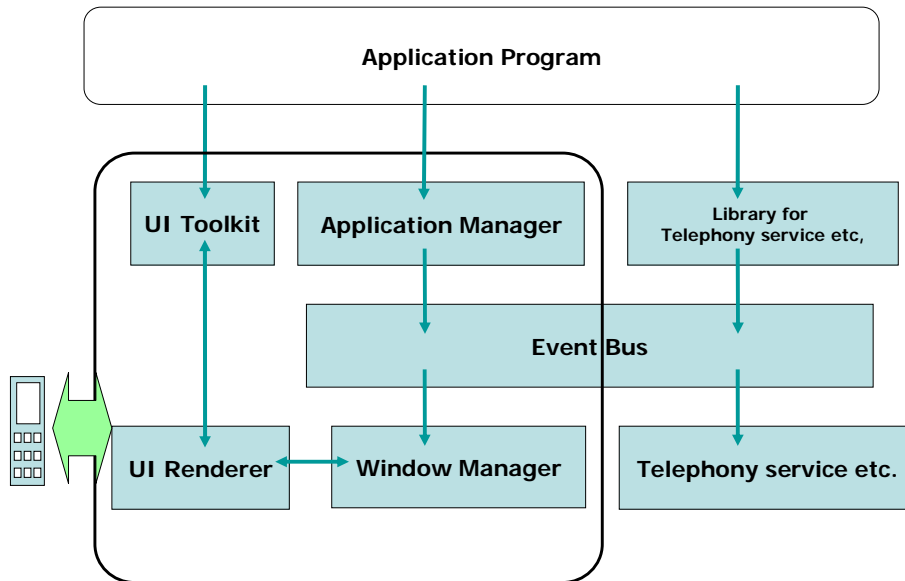 Application Program
UI Toolkit
Application Manager
Library for
Telephony service etc,
Event Bus
UI Renderer
Window Manager
Telephony service etc.